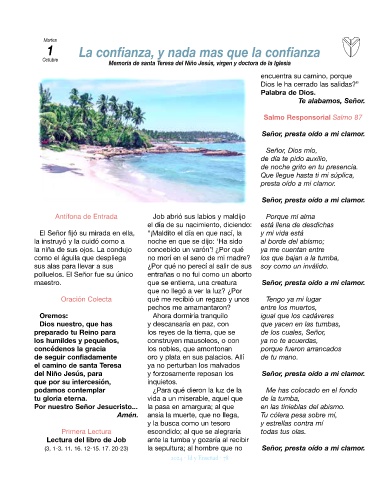 Martes
1
Octubre
La confianza, y nada mas que la confianza
Memoria de santa Teresa del Niño Jesús, virgen y doctora de la Iglesia
Antífona de Entrada
El Señor fijó su mirada en ella,
la instruyó y la cuidó como a
la niña de sus ojos. La condujo
como el águila que despliega
sus alas para llevar a sus
polluelos. El Señor fue su único
maestro.
Oración Colecta
Oremos:
Dios nuestro, que has
preparado tu Reino para
los humildes y pequeños,
concédenos la gracia
de seguir confiadamente
el camino de santa Teresa
del Niño Jesús, para
que por su intercesión,
podamos contemplar
tu gloria eterna.
Por nuestro Señor Jesucristo...
Amén.
Primera Lectura
Lectura del libro de Job
(3, 1-3. 11. 16. 12-15. 17. 20-23)
Job abrió sus labios y maldijo
el día de su nacimiento, diciendo:
"¡Maldito el día en que nací, la
noche en que se dijo: 'Ha sido
concebido un varón'! ¿Por qué
no morí en el seno de mi madre?
¿Por qué no perecí al salir de sus
entrañas o no fui como un aborto
que se entierra, una creatura
que no llegó a ver la luz? ¿Por
qué me recibió un regazo y unos
pechos me amamantaron?
Ahora dormiría tranquilo
y descansaría en paz, con
los reyes de la tierra, que se
construyen mausoleos, o con
los nobles, que amontonan
oro y plata en sus palacios. Allí
ya no perturban los malvados
y forzosamente reposan los
inquietos.
¿Para qué dieron la luz de la
vida a un miserable, aquel que
la pasa en amargura; al que
ansía la muerte, que no llega,
y la busca como un tesoro
escondido; al que se alegraría
ante la tumba y gozaría al recibir
la sepultura; al hombre que no
encuentra su camino, porque
Dios le ha cerrado las salidas?"
Palabra de Dios.
Te alabamos, Señor.
Salmo Responsorial Salmo 87
Señor, presta oído a mi clamor.
Señor, Dios mío,
de día te pido auxilio,
de noche grito en tu presencia.
Que llegue hasta ti mi súplica,
presta oído a mi clamor.
Señor, presta oído a mi clamor.
Porque mi alma
está llena de desdichas
y mi vida está
al borde del abismo;
ya me cuentan entre
los que bajan a la tumba,
soy como un inválido.
Señor, presta oído a mi clamor.
Tengo ya mi lugar
entre los muertos,
igual que los cadáveres
que yacen en las tumbas,
de los cuales, Señor,
ya no te acuerdas,
porque fueron arrancados
de tu mano.
Señor, presta oído a mi clamor.
Me has colocado en el fondo
de la tumba,
en las tinieblas del abismo.
Tu cólera pesa sobre mí,
y estrellas contra mí
todas tus olas.
Señor, presta oído a mi clamor.